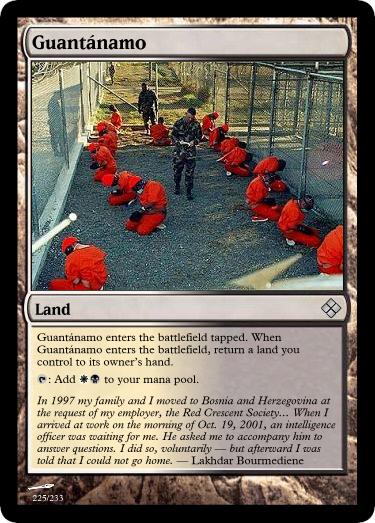 Guantánamo
Land
Guantánamo enters the battlefield tapped. When
Guantánamo enters the battlefield, return a land you
control to its owner's hand.
: Add to your mana pool.
In 1997 my family and I moved to Bosnia and Herzegovina at
the request of my employer, the Red Crescent Society… When I
arrived at work on the morning of Oct. 19, 2001, an intelligence
officer was waiting for me. He asked me to accompany him to
answer questions. I did so, voluntarily — but afterward I was
told that I could not go home. — Lakhdar Bourmediene
225/233